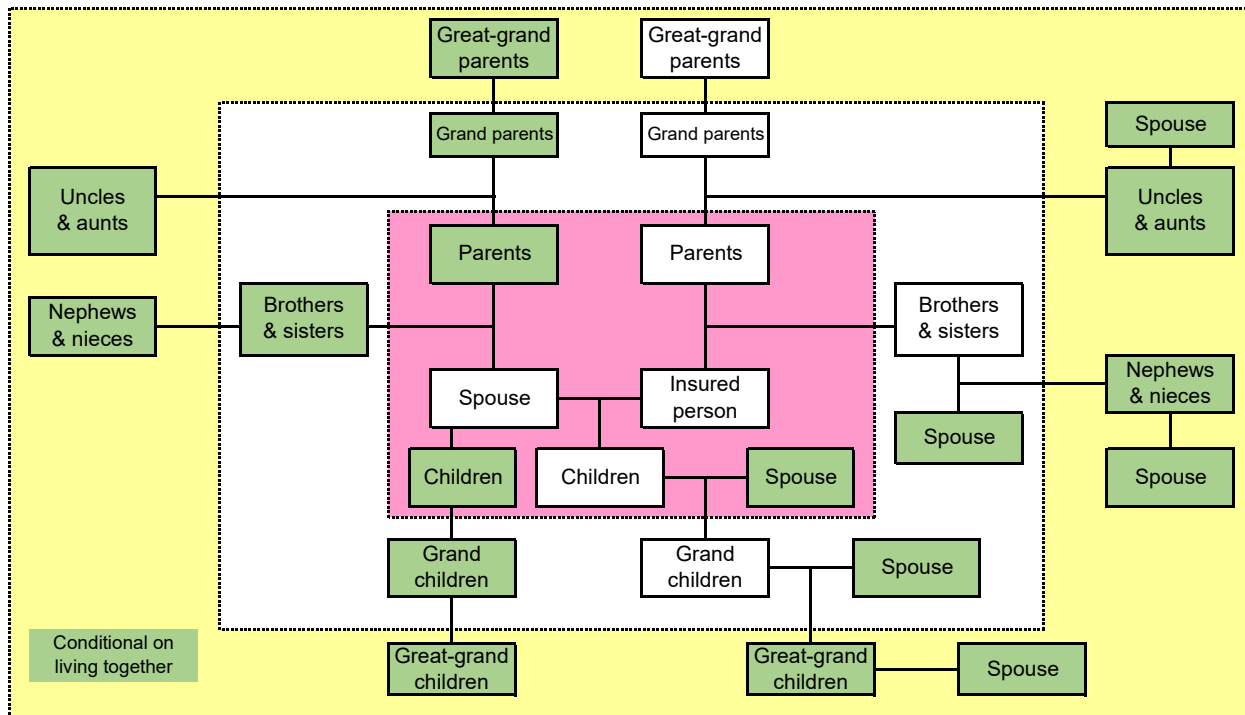 Great-grand
parents
Great-grand
parents
Grand parents
Grand parents
Spouse
Uncles
& aunts
Uncles
& aunts
Parents
Parents
Nephews
& nieces
Brothers
& sisters
Brothers
& sisters
Spouse
Insured
person
Nephews
& nieces
Spouse
Children
Children
Spouse
Spouse
Grand
children
Grand
children
Spouse
Conditional on
living together
Great-grand
children
Great-grand
children
Spouse